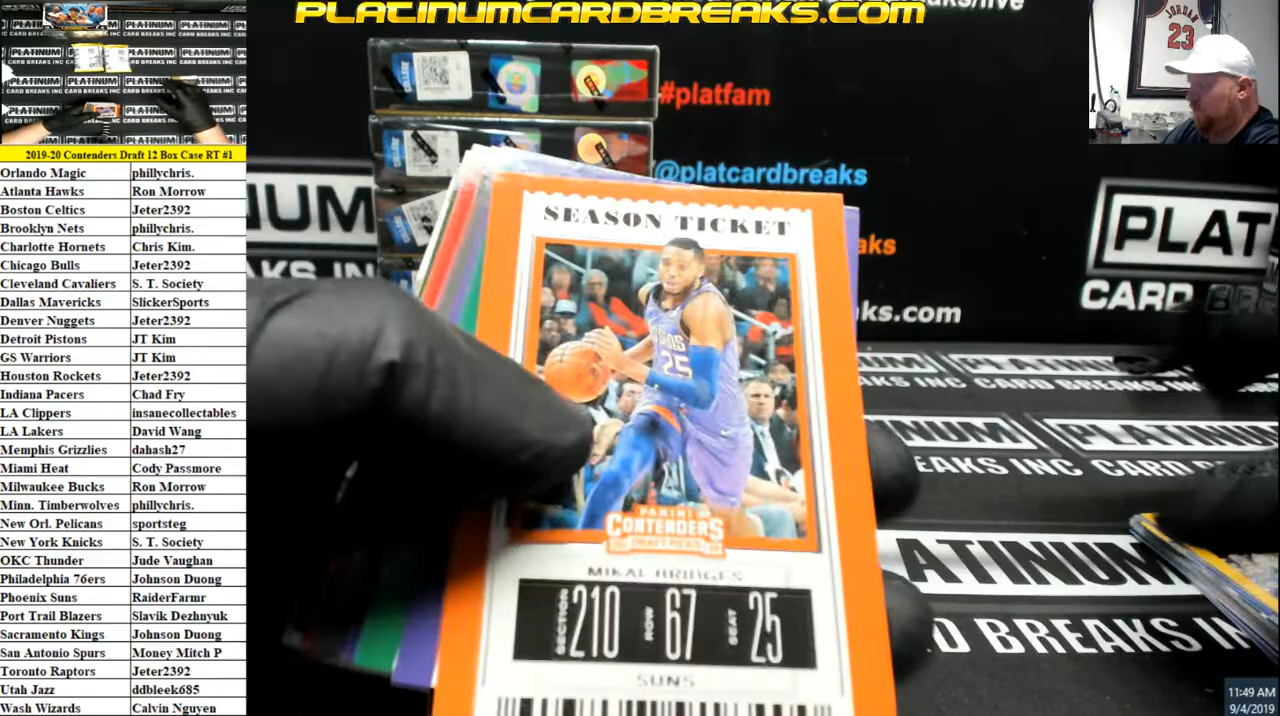 PLATINUMCARDBREAKS.COM
JORDAN
23
#platfam
@platcardbreaks
2019-20 Contenders Draft 12 Box Case RT #1
Orlando Magic phillychris.
Atlanta Hawks Ron Morrow
Boston Celtics Jeter2392
Brooklyn Nets phillychris.
Charlotte Hornets Chris Kim.
Chicago Bulls Jeter2392
Cleveland Cavaliers S. T. Society
Dallas Mavericks SlickerSports
Denver Nuggets Jeter2392
Detroit Pistons JT Kim
GS Warriors JT Kim
Houston Rockets Jeter2392
Indiana Pacers Chad Fry
LA Clippers insanecollectables
LA Lakers David Wang
Memphis Grizzlies dahash27
Miami Heat Cody Passmore
Milwaukee Bucks Ron Morrow
Minn. Timberwolves phillychris.
New Orl. Pelicans sportsteg
New York Knicks S. T. Society
OKC Thunder Jude Vaughan
Philadelphia 76ers Johnson Duong
Phoenix Suns RaiderFarmr
Port Trail Blazers Slavik Dezhnyuk
Sacramento Kings Johnson Duong
San Antonio Spurs Money Mitch P
Toronto Raptors Jeter2392
Utah Jazz ddbleek685
Wash Wizards Calvin Nguyen
SEASON TICKET
SUNS
25
PANINI
CONTENDERS
DRAFT PICKS
MIKAL BRIDGES
SECTION 210 ROW 67 SEAT 25
SUNS
PLAT
CARD BRE
ks.com
ATINUM
D BREAKS INC
11:49 AM
9/4/2019